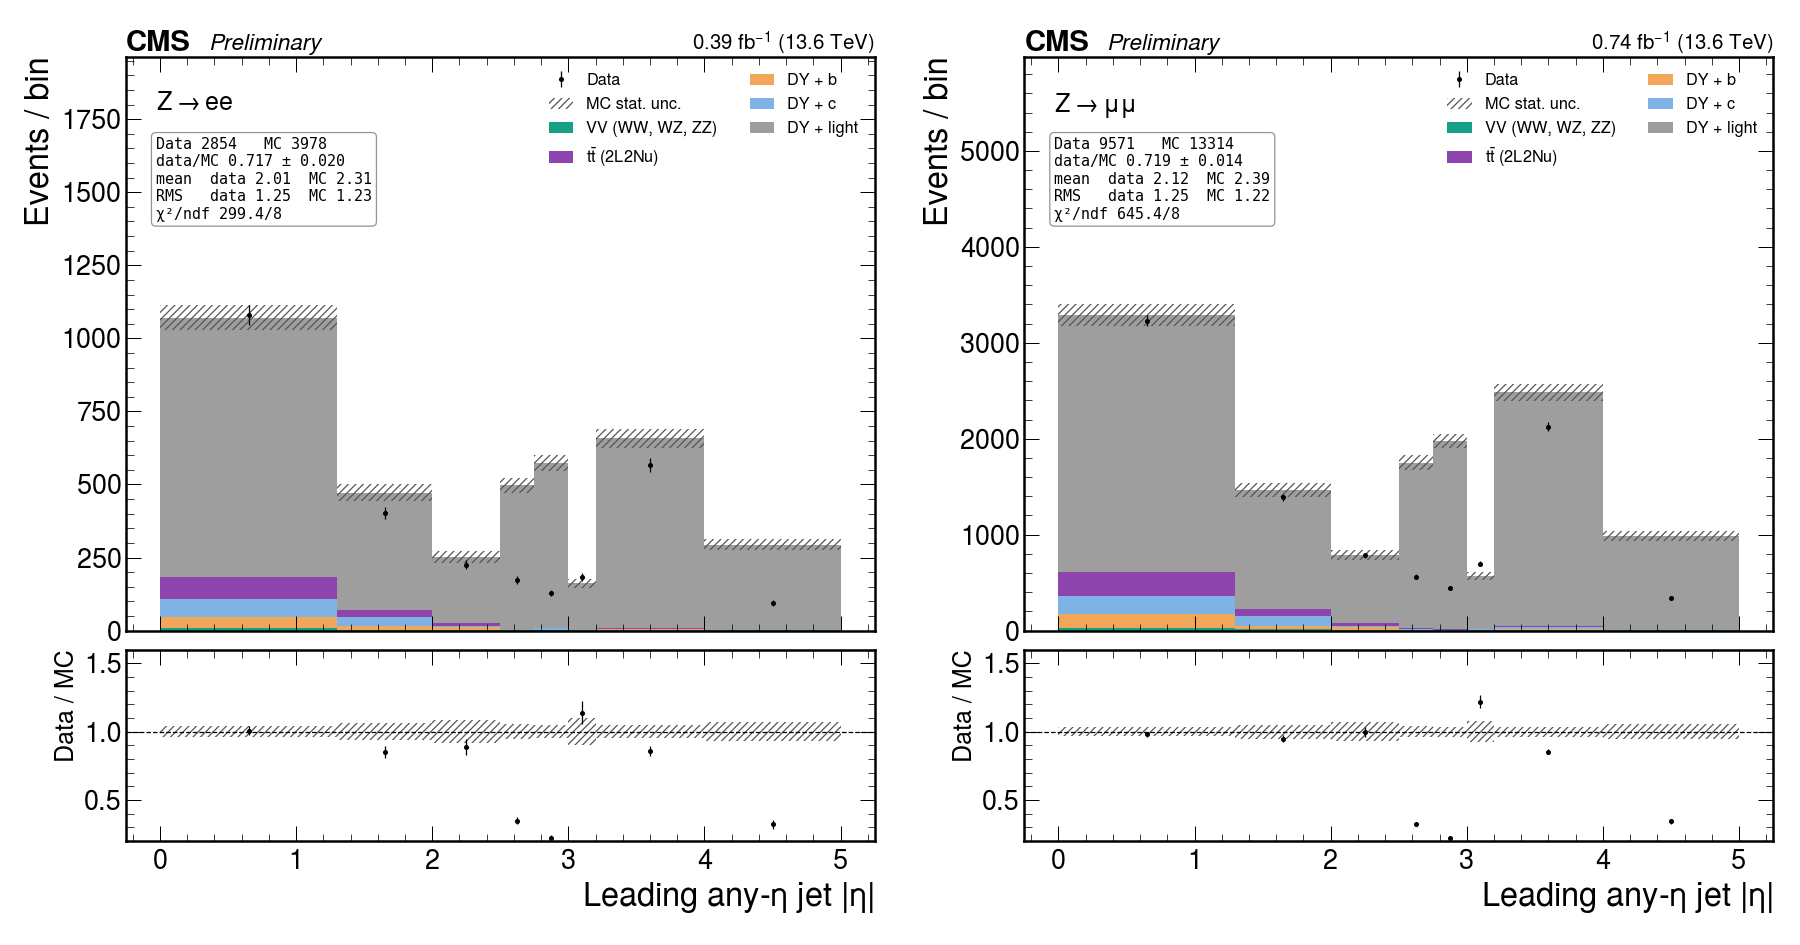 CMS Preliminary 0.39 fb⁻¹ (13.6 TeV)
Events / bin
Z → ee
Data
MC stat. unc.
VV (WW, WZ, ZZ)
tt̄ (2L2Nu)
DY + b
DY + c
DY + light
Data 2854 MC 3978
data/MC 0.717 ± 0.020
mean data 2.01 MC 2.31
RMS data 1.25 MC 1.23
χ²/ndf 299.4/8
1750
1500
1250
1000
750
500
250
0
Data / MC
1.5
1.0
0.5
0 1 2 3 4 5
Leading any-η jet |η|
CMS Preliminary 0.74 fb⁻¹ (13.6 TeV)
Events / bin
Z → μμ
Data
MC stat. unc.
VV (WW, WZ, ZZ)
tt̄ (2L2Nu)
DY + b
DY + c
DY + light
Data 9571 MC 13314
data/MC 0.719 ± 0.014
mean data 2.12 MC 2.39
RMS data 1.25 MC 1.22
χ²/ndf 645.4/8
5000
4000
3000
2000
1000
0
Data / MC
1.5
1.0
0.5
0 1 2 3 4 5
Leading any-η jet |η|